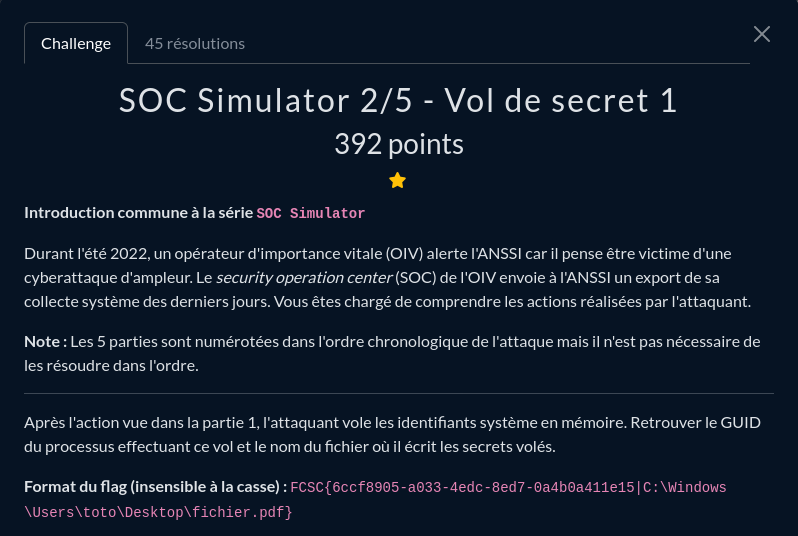 Challenge
45 résolutions
SOC Simulator 2/5 - Vol de secret 1
392 points
Introduction commune à la série SOC Simulator
Durant l'été 2022, un opérateur d'importance vitale (OIV) alerte l'ANSSI car il pense être victime d'une
cyberattaque d'ampleur. Le security operation center (SOC) de l'OIV envoie à l'ANSSI un export de sa
collecte système des derniers jours. Vous êtes chargé de comprendre les actions réalisées par l'attaquant.
Note : Les 5 parties sont numérotées dans l'ordre chronologique de l'attaque mais il n'est pas nécessaire de
les résoudre dans l'ordre.
Après l'action vue dans la partie 1, l'attaquant vole les identifiants système en mémoire. Retrouver le GUID
du processus effectuant ce vol et le nom du fichier où il écrit les secrets volés.
Format du flag (insensible à la casse) : FCSC{6ccf8905-a033-4edc-8ed7-0a4b0a411e15|C:\Windows
\Users\toto\Desktop\fichier.pdf}